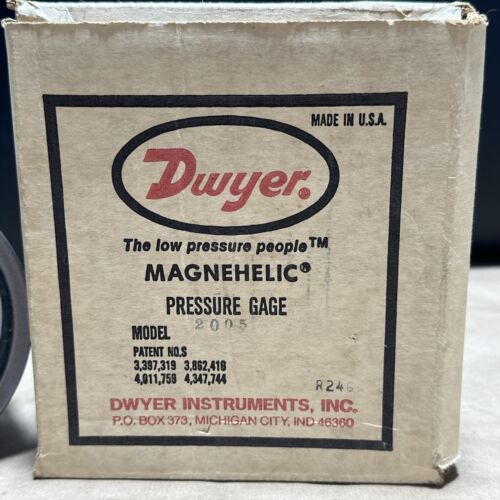 MADE IN U.S.A.
Dwyer®
The low pressure people™
MAGNEHELIC®
PRESSURE GAGE
2005
MODEL
PATENT NO.S
3,397,319 3,862,416
4,011,759 4,347,744
R246
DWYER INSTRUMENTS, INC.
P.O. BOX 373, MICHIGAN CITY, IND 46360